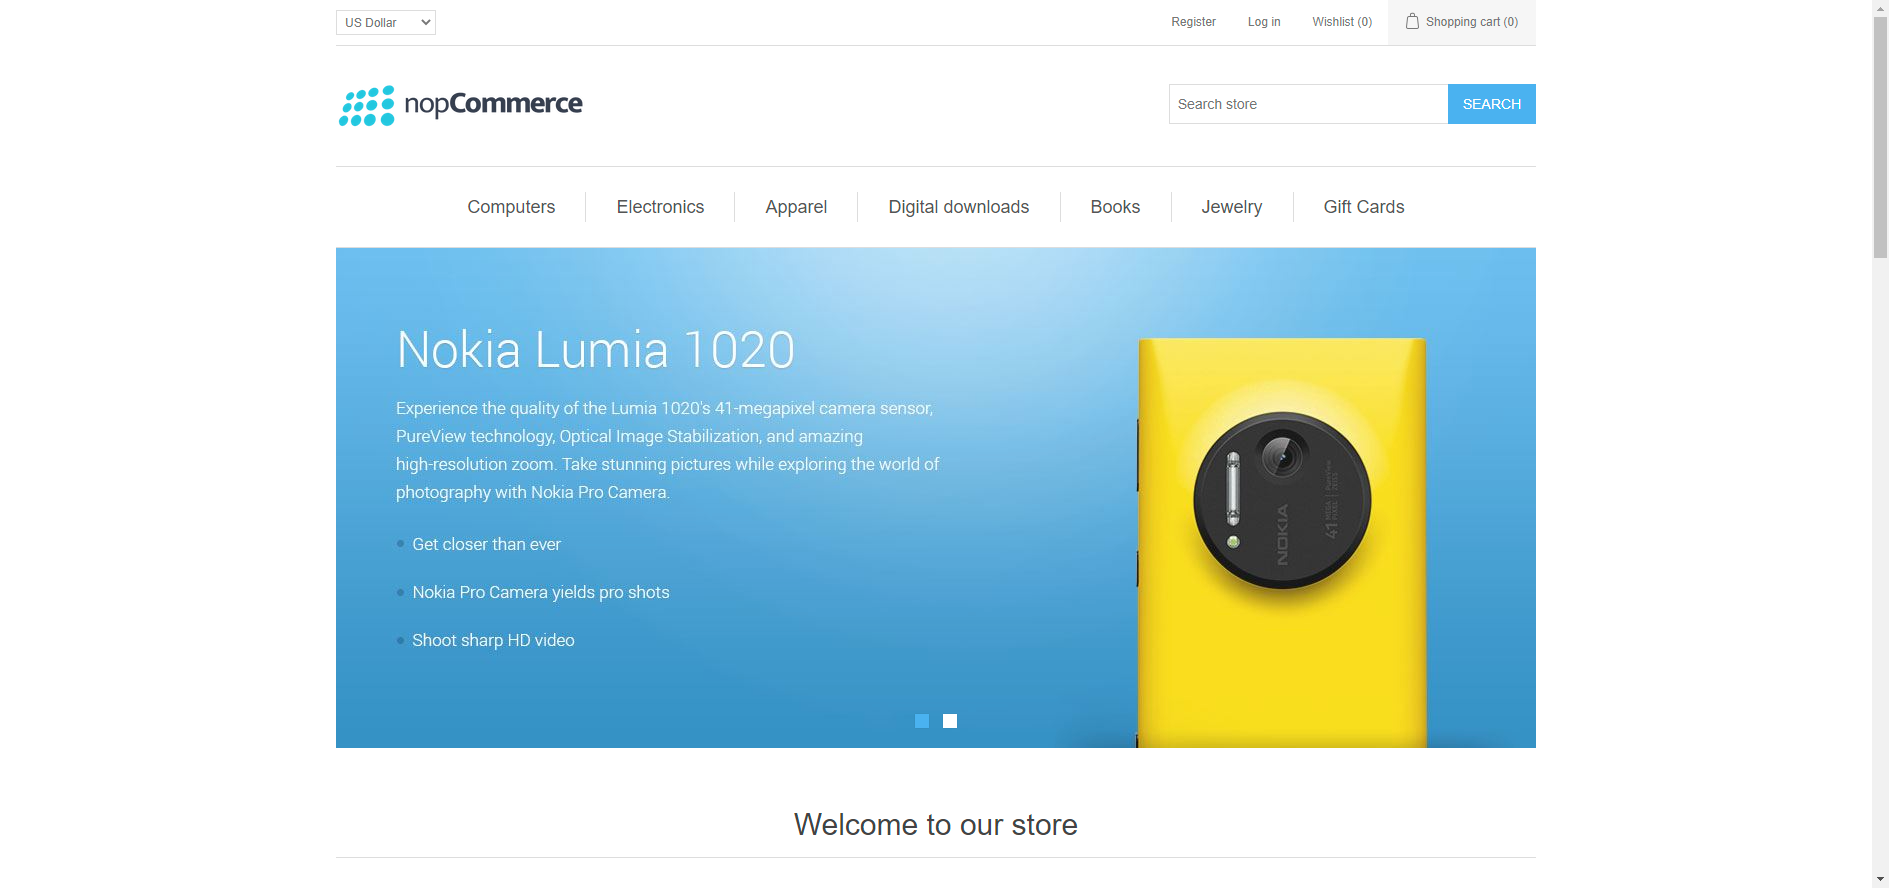 US Dollar
Register
Log in
Wishlist (0)
Shopping cart (0)
nopCommerce
Search store
SEARCH
Computers
Electronics
Apparel
Digital downloads
Books
Jewelry
Gift Cards
Nokia Lumia 1020
Experience the quality of the Lumia 1020's 41-megapixel camera sensor,
PureView technology, Optical Image Stabilization, and amazing
high-resolution zoom. Take stunning pictures while exploring the world of
photography with Nokia Pro Camera.
Get closer than ever
Nokia Pro Camera yields pro shots
Shoot sharp HD video
NOKIA
41 MEGA PIXEL
PureView
ZEISS
Welcome to our store